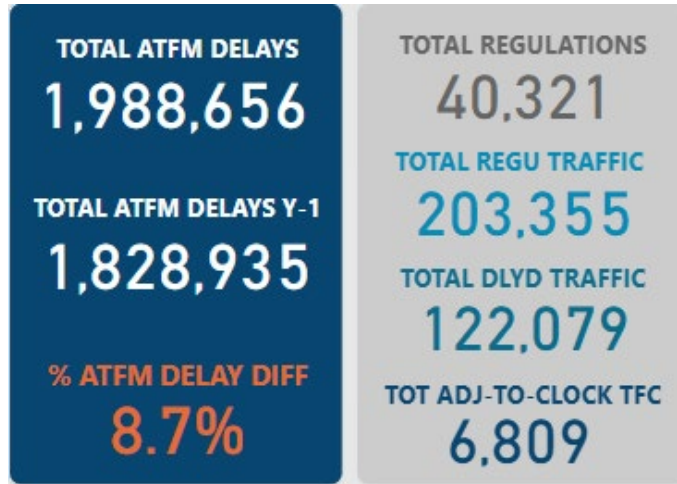 TOTAL ATFM DELAYS
1,988,656
TOTAL ATFM DELAYS Y-1
1,828,935
% ATFM DELAY DIFF
8.7%
TOTAL REGULATIONS
40,321
TOTAL REGU TRAFFIC
203,355
TOTAL DLYD TRAFFIC
122,079
TOT ADJ-TO-CLOCK TFC
6,809